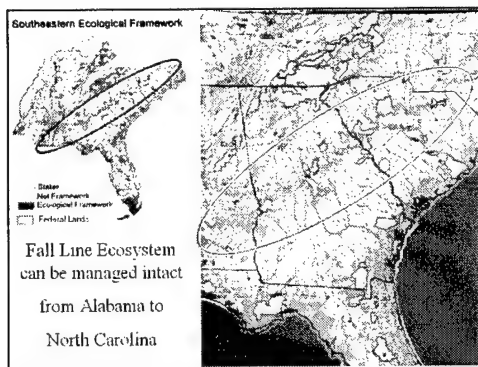 Southeastern Ecological Framework
States
Not Framework
Ecological Framework
Federal Lands
Fall Line Ecosystem
can be managed intact
from Alabama to
North Carolina